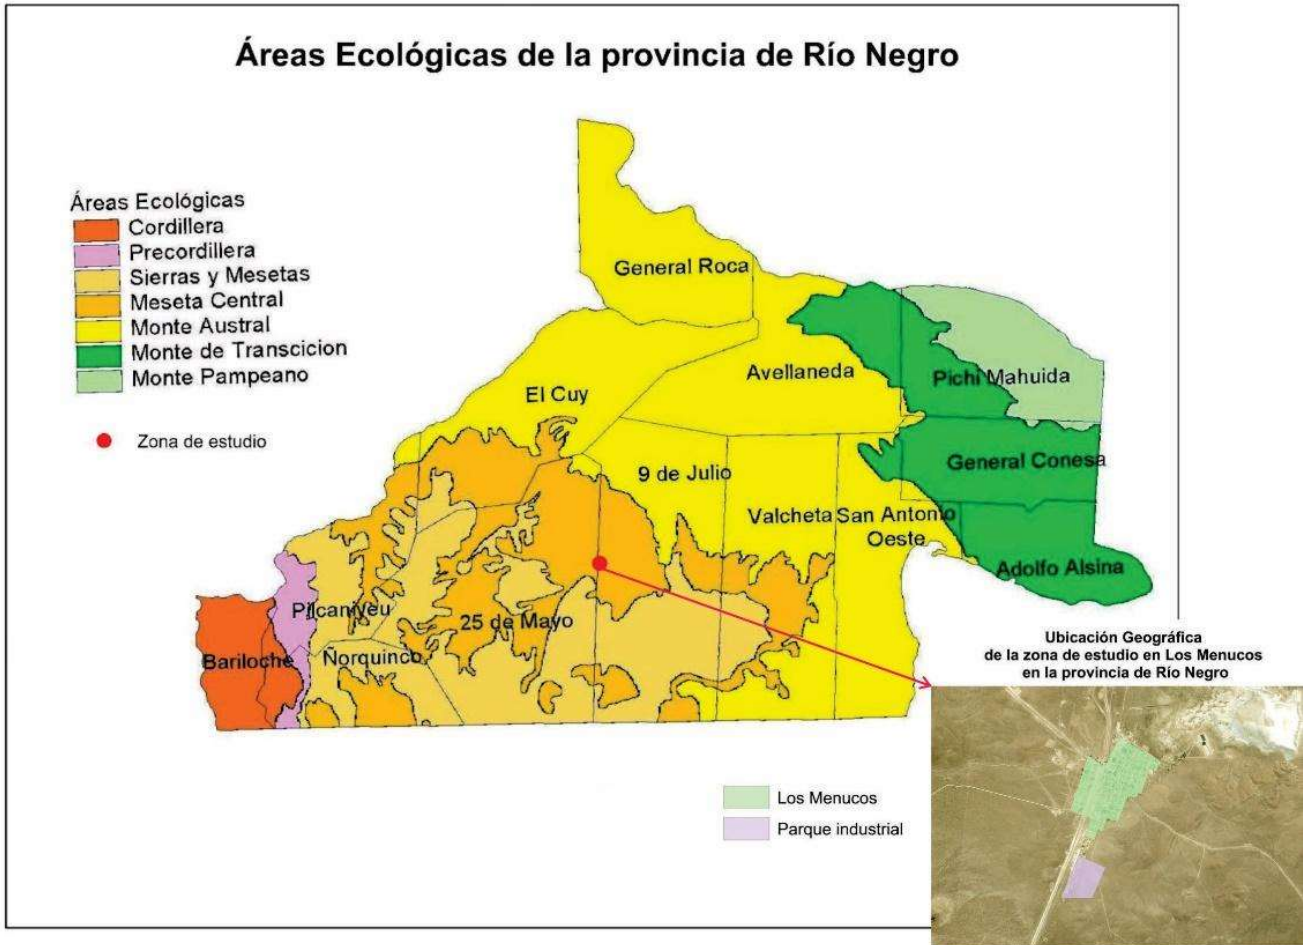 Áreas Ecológicas de la provincia de Río Negro
Áreas Ecológicas
Cordillera
Precordillera
Sierras y Mesetas
Meseta Central
Monte Austral
Monte de Transcicion
Monte Pampeano
Zona de estudio
General Roca
Avellaneda
Pichi Mahuida
El Cuy
General Conesa
9 de Julio
Valcheta
San Antonio
Oeste
Adolfo Alsina
Pilcaniyeu
25 de Mayo
Bariloche
Ñorquinco
Ubicación Geográfica
de la zona de estudio en Los Menucos
en la provincia de Río Negro
Los Menucos
Parque industrial